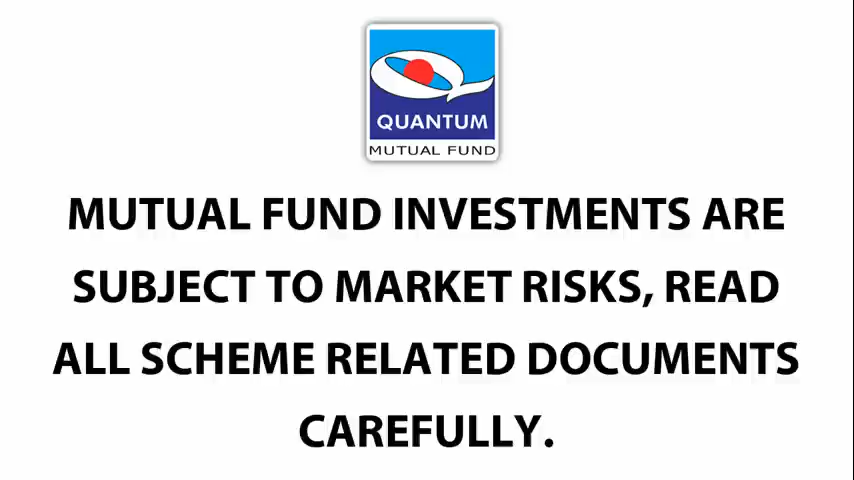 QUANTUM
MUTUAL FUND
MUTUAL FUND INVESTMENTS ARE
SUBJECT TO MARKET RISKS, READ
ALL SCHEME RELATED DOCUMENTS
CAREFULLY.